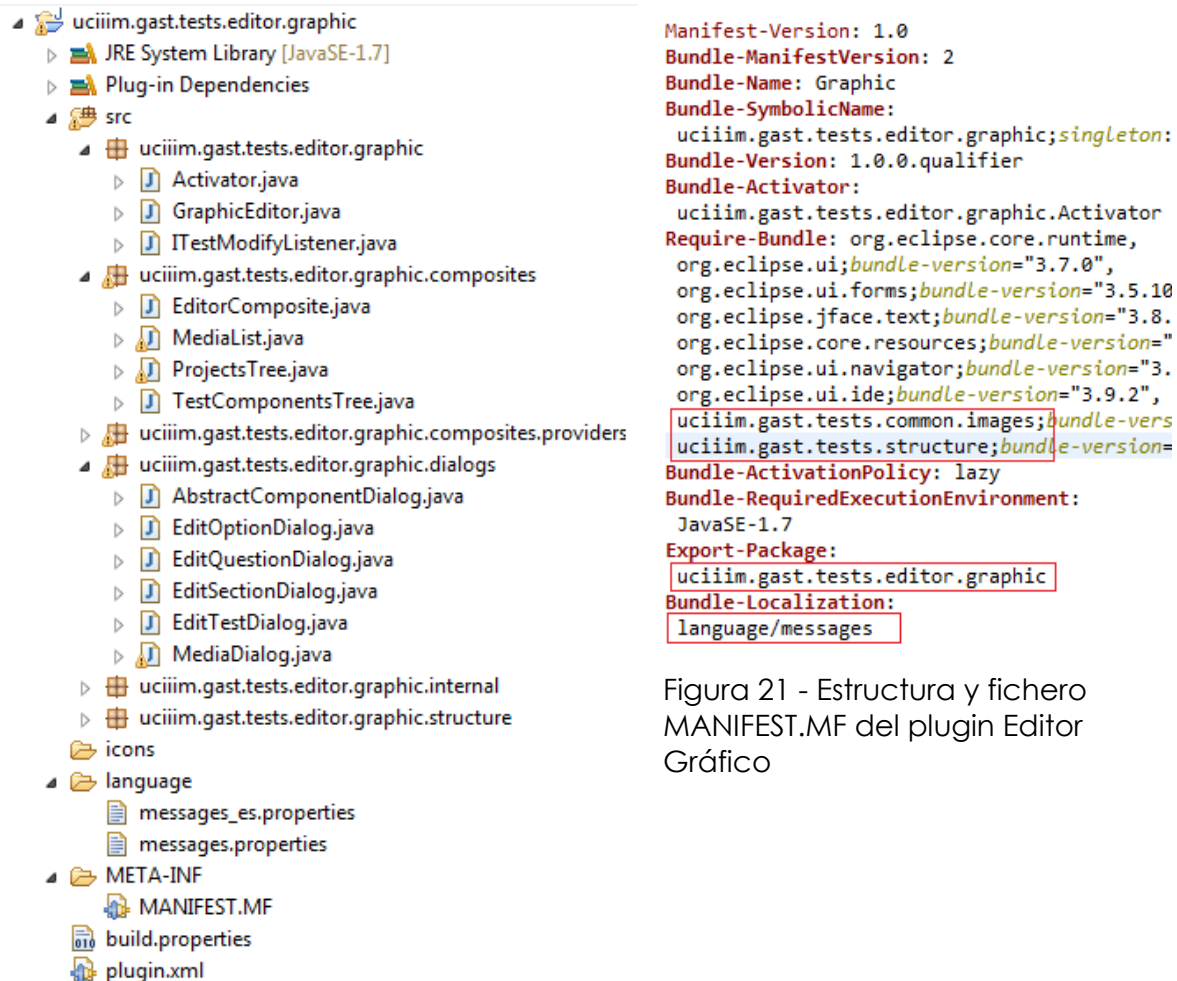 uciiim.gast.tests.editor.graphic
JRE System Library [JavaSE-1.7]
Plug-in Dependencies
src
uciiim.gast.tests.editor.graphic
Activator.java
GraphicEditor.java
ITestModifyListener.java
uciiim.gast.tests.editor.graphic.composites
EditorComposite.java
MediaList.java
ProjectsTree.java
TestComponentsTree.java
uciiim.gast.tests.editor.graphic.composites.providers
uciiim.gast.tests.editor.graphic.dialogs
AbstractComponentDialog.java
EditOptionDialog.java
EditQuestionDialog.java
EditSectionDialog.java
EditTestDialog.java
MediaDialog.java
uciiim.gast.tests.editor.graphic.internal
uciiim.gast.tests.editor.graphic.structure
icons
language
messages_es.properties
messages.properties
META-INF
MANIFEST.MF
build.properties
plugin.xml
Manifest-Version: 1.0
Bundle-ManifestVersion: 2
Bundle-Name: Graphic
Bundle-SymbolicName:
uciiim.gast.tests.editor.graphic;singleton:
Bundle-Version: 1.0.0.qualifier
Bundle-Activator:
uciiim.gast.tests.editor.graphic.Activator
Require-Bundle: org.eclipse.core.runtime,
org.eclipse.ui;bundle-version="3.7.0",
org.eclipse.ui.forms;bundle-version="3.5.10
org.eclipse.jface.text;bundle-version="3.8.
org.eclipse.core.resources;bundle-version="
org.eclipse.ui.navigator;bundle-version="3.
org.eclipse.ui.ide;bundle-version="3.9.2",
uciiim.gast.tests.common.images;bundle-vers
uciiim.gast.tests.structure;bundle-version=
Bundle-ActivationPolicy: lazy
Bundle-RequiredExecutionEnvironment:
JavaSE-1.7
Export-Package:
uciiim.gast.tests.editor.graphic
Bundle-Localization:
language/messages
Figura 21 - Estructura y fichero
MANIFEST.MF del plugin Editor
Gráfico